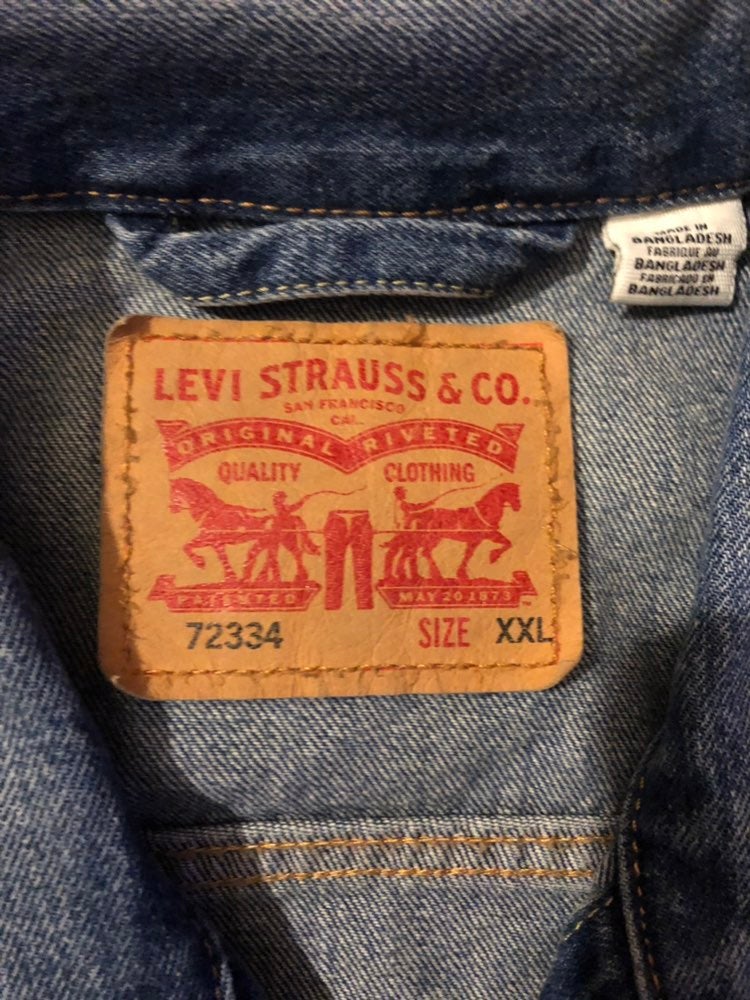 MADE IN
BANGLADESH
FABRIQUE AU
BANGLADESH
FABRICADO EN
BANGLADESH
LEVI STRAUSS & CO.
SAN FRANCISCO
CAL.
ORIGINAL RIVETED
QUALITY CLOTHING
PATENTED MAY 20 1873 ™
72334 SIZE XXL